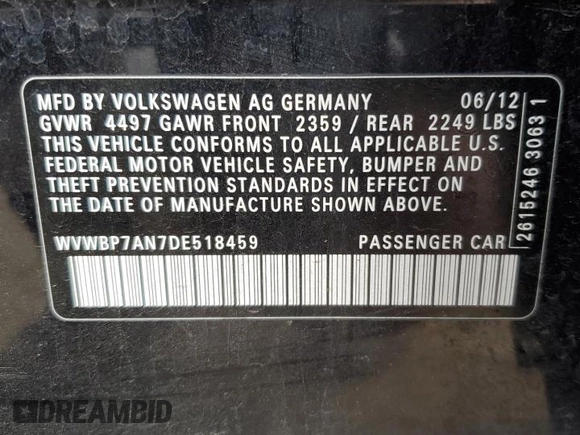 MFD BY VOLKSWAGEN AG GERMANY 06/12
GVWR 4497 GAWR FRONT 2359 / REAR 2249 LBS
THIS VEHICLE CONFORMS TO ALL APPLICABLE U.S.
FEDERAL MOTOR VEHICLE SAFETY, BUMPER AND
THEFT PREVENTION STANDARDS IN EFFECT ON
THE DATE OF MANUFACTURE SHOWN ABOVE.
WVWBP7AN7DE518459 PASSENGER CAR
2615246 3063 1
DREAMBID